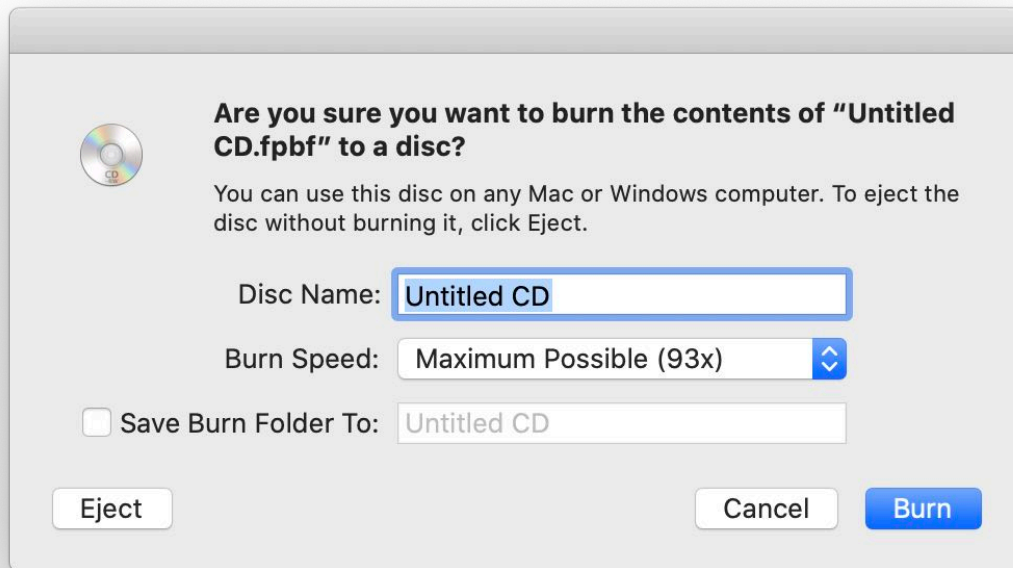 Are you sure you want to burn the contents of “Untitled
CD.fpbf” to a disc?
You can use this disc on any Mac or Windows computer. To eject the
disc without burning it, click Eject.
Disc Name: Untitled CD
Burn Speed: Maximum Possible (93x)
Save Burn Folder To: Untitled CD
Eject Cancel Burn
CD